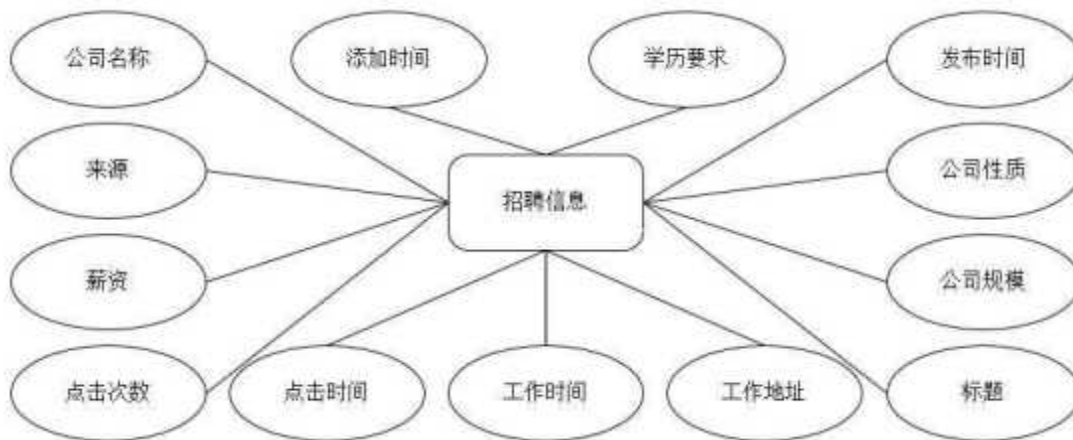 公司名称
添加时间
学历要求
发布时间
来源
招聘信息
公司性质
薪资
公司规模
点击次数
点击时间
工作时间
工作地址
标题